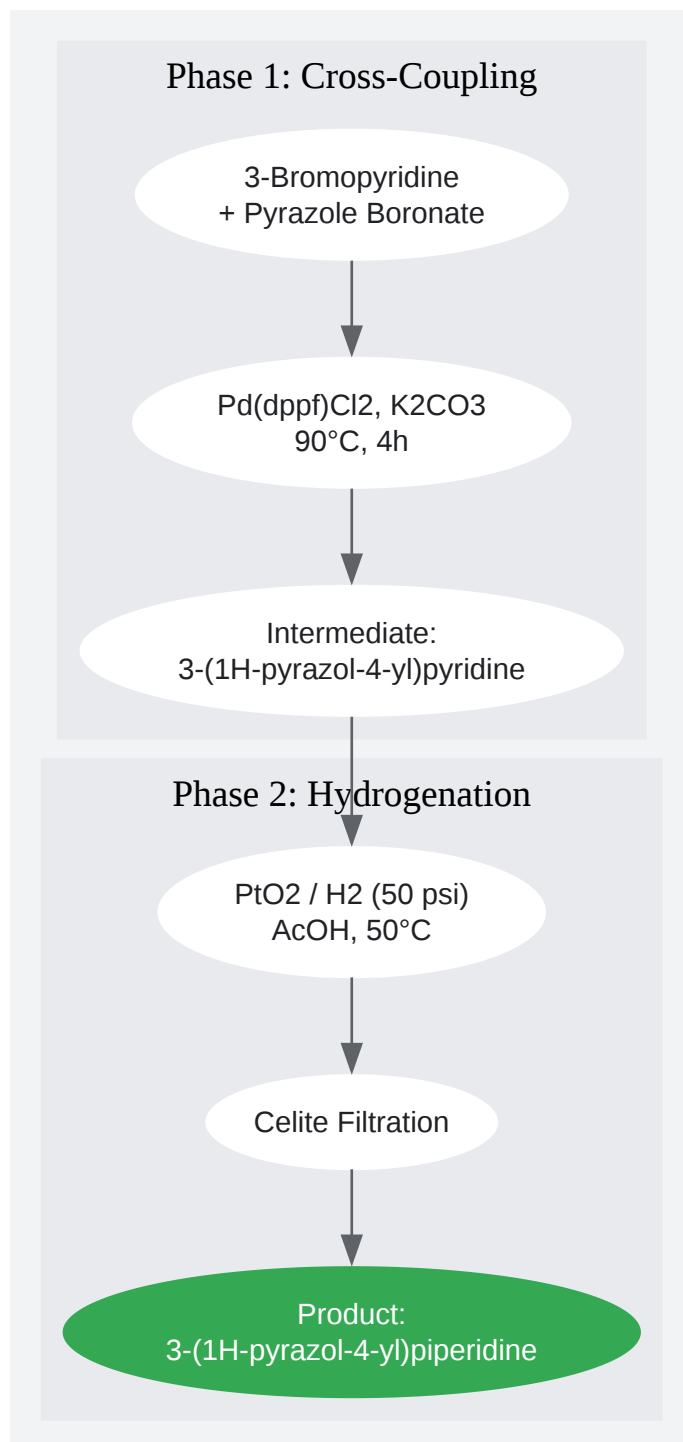 Phase 1: Cross-Coupling
3-Bromopyridine
+ Pyrazole Boronate
Pd(dppf)Cl2, K2CO3
90°C, 4h
Intermediate:
3-(1H-pyrazol-4-yl)pyridine
Phase 2: Hydrogenation
PtO2 / H2 (50 psi)
AcOH, 50°C
Celite Filtration
Product:
3-(1H-pyrazol-4-yl)piperidine